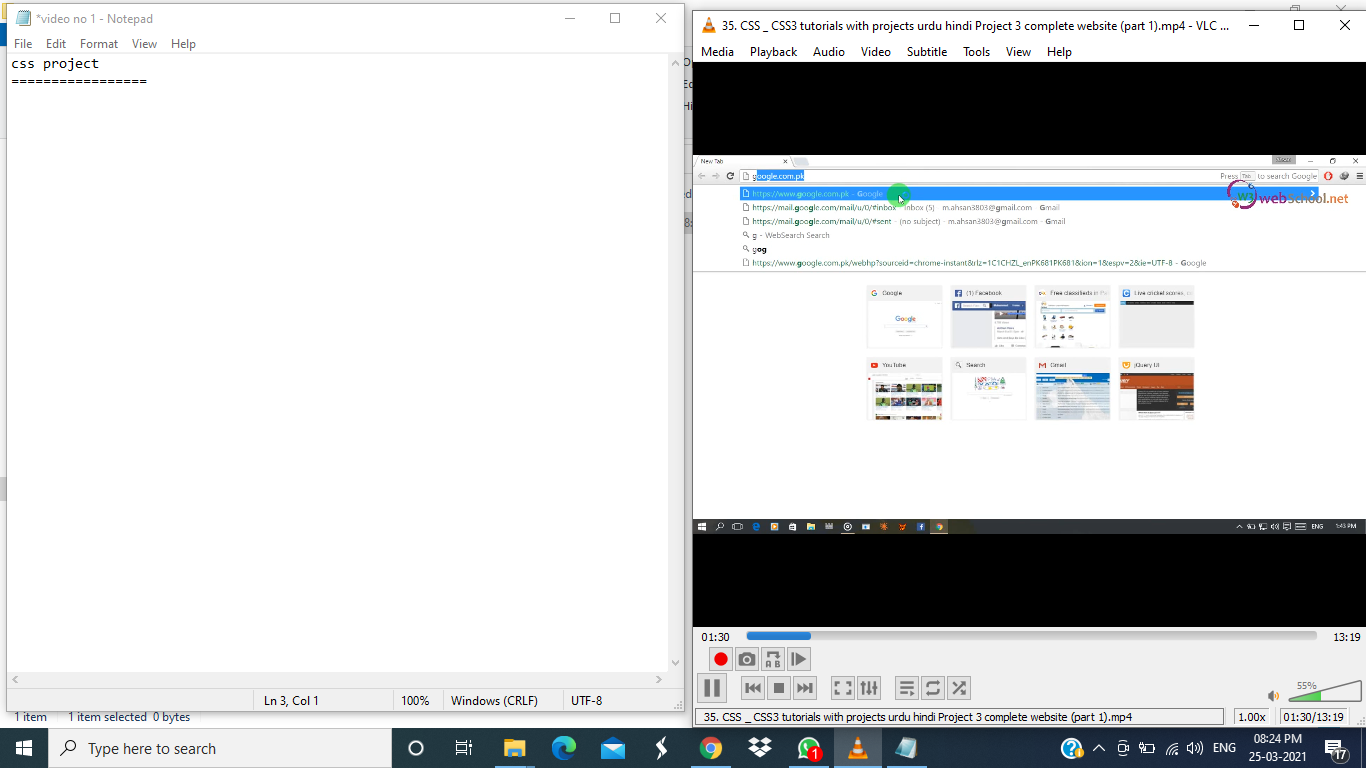 *video no 1 - Notepad
File Edit Format View Help
css project
=================
Ln 3, Col 1 100% Windows (CRLF) UTF-8
1 item 1 item selected 0 bytes
35. CSS _ CSS3 tutorials with projects urdu hindi Project 3 complete website (part 1).mp4 - VLC ...
Media Playback Audio Video Subtitle Tools View Help
New Tab
google.com.pk Press Tab to search Google
https://www.google.com.pk - Google
https://mail.google.com/mail/u/0/#inbox - Inbox (5) - m.ahsan3803@gmail.com - Gmail
https://mail.google.com/mail/u/0/#sent - (no subject) - m.ahsan3803@gmail.com - Gmail
g - WebSearch Search
gog
https://www.google.com.pk/webhp?sourceid=chrome-instant&rlz=1C1CHZL_enPK681PK681&ion=1&espv=2&ie=UTF-8 - Google
W3 webSchool.net
Google (1) Facebook Free classifieds in Pa Live cricket scores, c
Google
YouTube Search Gmail jQuery UI
ENG 1:43 PM
01:30 13:19
55%
35. CSS _ CSS3 tutorials with projects urdu hindi Project 3 complete website (part 1).mp4 1.00x 01:30/13:19
Type here to search
1
ENG
08:24 PM
25-03-2021
17